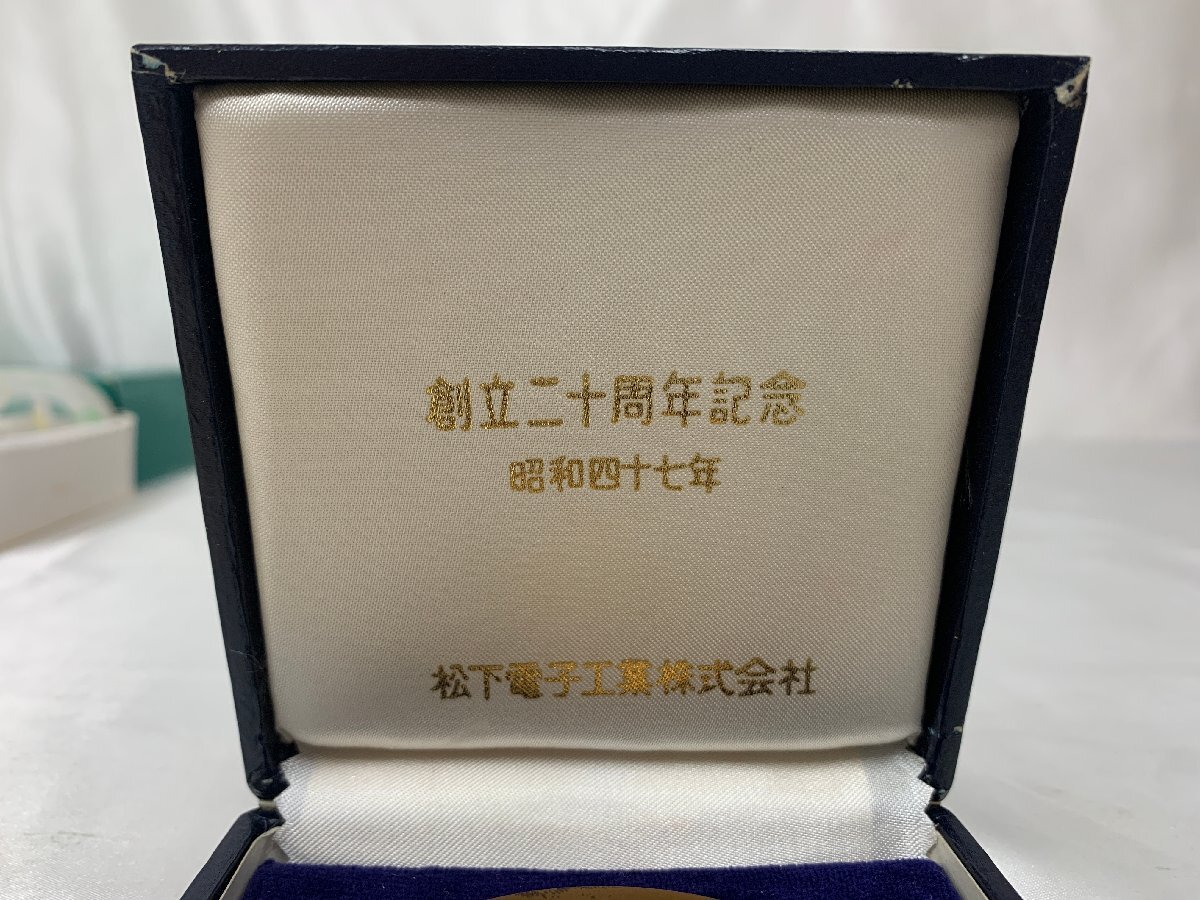 創立二十周年記念
昭和四十七年
松下電子工業株式会社